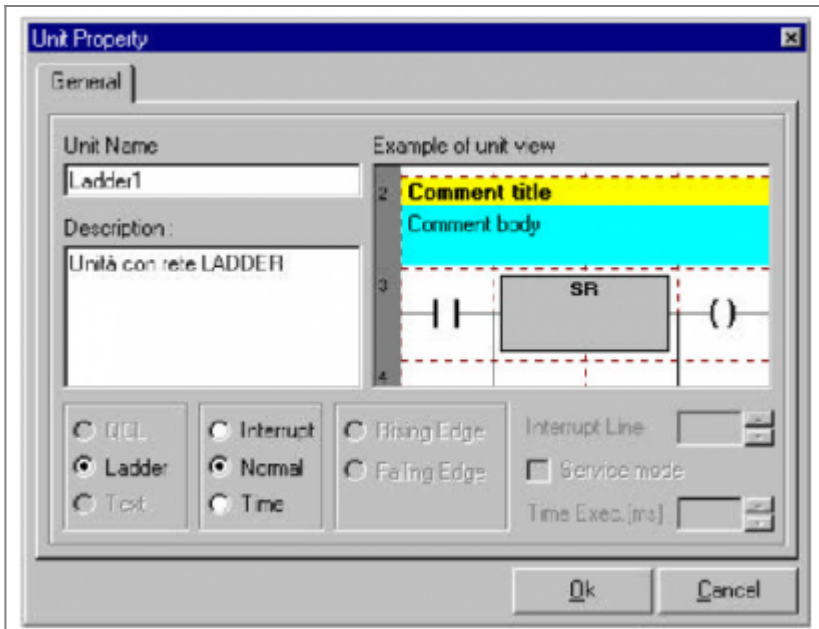 Unit Property
General
Unit Name
Ladder1
Description :
Unità con rete LADDER
Example of unit view
2
Comment title
Comment body
3
SR
4
QCL
Ladder
Text
Interrupt
Normal
Time
Rising Edge
Falling Edge
Interrupt Line
Service mode
Time Exec.[ms]
Ok
Cancel